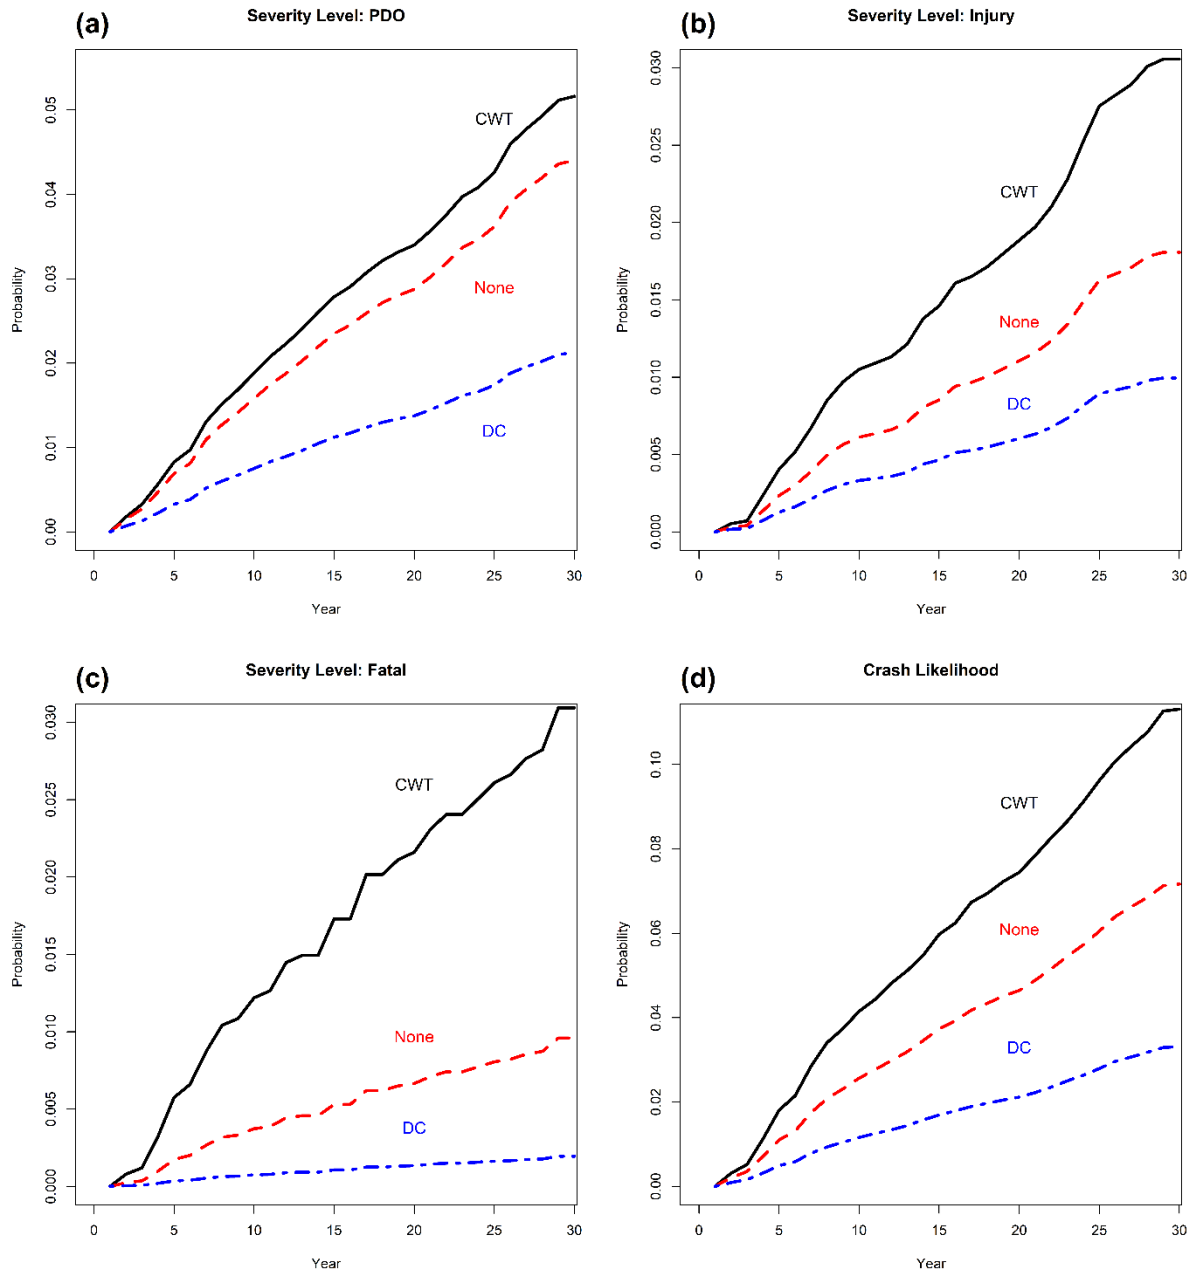 (a)
Severity Level: PDO
Probability
0.00
0.01
0.02
0.03
0.04
0.05
CWT
None
DC
0 5 10 15 20 25 30
Year
(b)
Severity Level: Injury
Probability
0.000
0.005
0.010
0.015
0.020
0.025
0.030
CWT
None
DC
0 5 10 15 20 25 30
Year
(c)
Severity Level: Fatal
Probability
0.000
0.005
0.010
0.015
0.020
0.025
0.030
CWT
None
DC
0 5 10 15 20 25 30
Year
(d)
Crash Likelihood
Probability
0.00
0.02
0.04
0.06
0.08
0.10
CWT
None
DC
0 5 10 15 20 25 30
Year